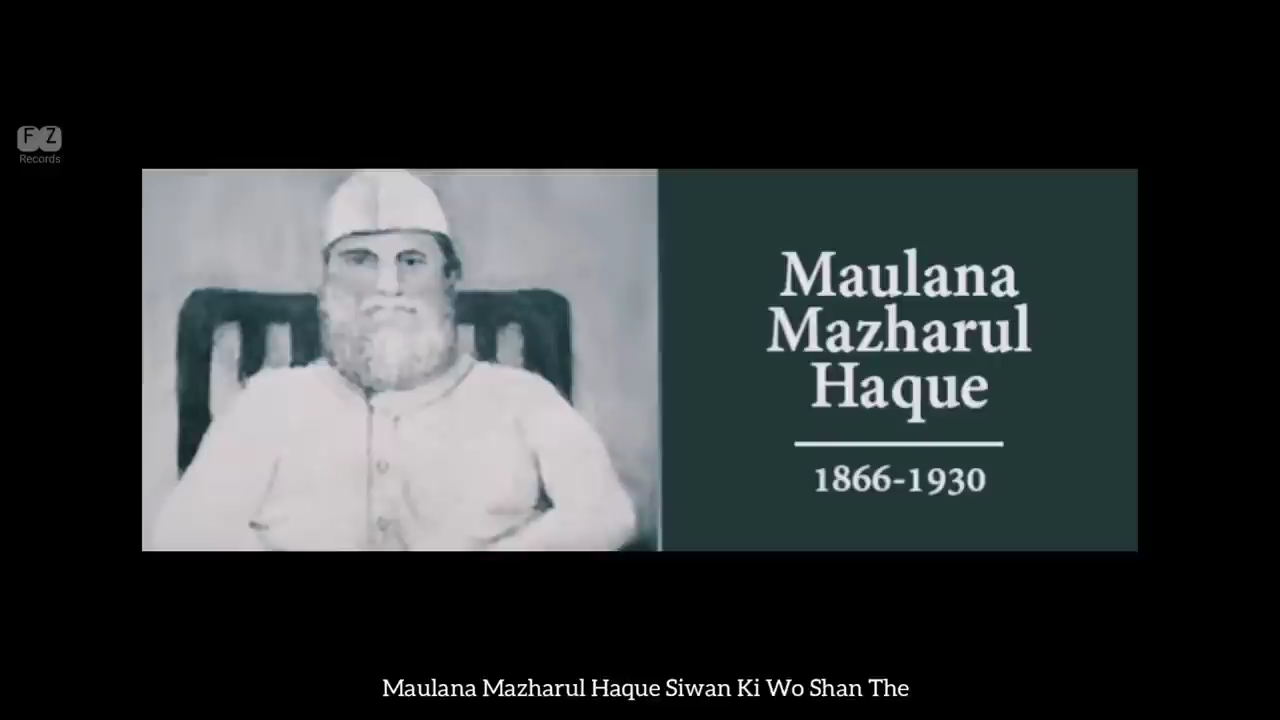 F Z
Records
Maulana
Mazharul
Haque
1866-1930
Maulana Mazharul Haque Siwan Ki Wo Shan The